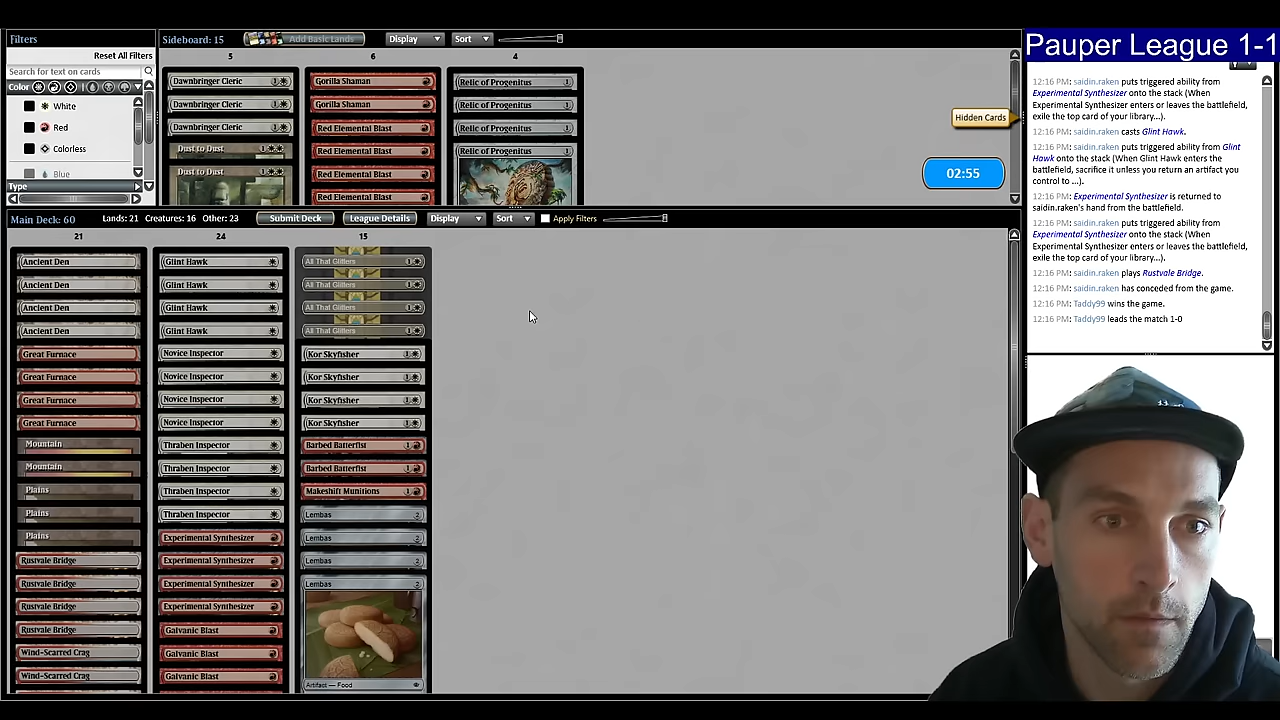 Filters
Reset All Filters
Search for text on cards
Color
White
Red
Colorless
Blue
Type
Sideboard: 15
Add Basic Lands
Display
Sort
5
6
4
Dawnbringer Cleric
Dawnbringer Cleric
Dawnbringer Cleric
Dust to Dust
Dust to Dust
Gorilla Shaman
Gorilla Shaman
Red Elemental Blast
Red Elemental Blast
Red Elemental Blast
Red Elemental Blast
Relic of Progenitus
Relic of Progenitus
Relic of Progenitus
Relic of Progenitus
Hidden Cards
02:55
Main Deck: 60
Lands: 21 Creatures: 16 Other: 23
Submit Deck
League Details
Display
Sort
Apply Filters
21
24
15
Ancient Den
Ancient Den
Ancient Den
Ancient Den
Great Furnace
Great Furnace
Great Furnace
Great Furnace
Mountain
Mountain
Plains
Plains
Plains
Rustvale Bridge
Rustvale Bridge
Rustvale Bridge
Rustvale Bridge
Wind-Scarred Crag
Wind-Scarred Crag
Glint Hawk
Glint Hawk
Glint Hawk
Glint Hawk
Novice Inspector
Novice Inspector
Novice Inspector
Novice Inspector
Thraben Inspector
Thraben Inspector
Thraben Inspector
Thraben Inspector
Experimental Synthesizer
Experimental Synthesizer
Experimental Synthesizer
Experimental Synthesizer
Galvanic Blast
Galvanic Blast
Galvanic Blast
All That Glitters
All That Glitters
All That Glitters
All That Glitters
Kor Skyfisher
Kor Skyfisher
Kor Skyfisher
Kor Skyfisher
Barbed Batterfist
Barbed Batterfist
Makeshift Munitions
Lembas
Lembas
Lembas
Lembas
Artifact — Food
Pauper League 1-1
12:16 PM: saidin.raken puts triggered ability from
Experimental Synthesizer onto the stack (When
Experimental Synthesizer enters or leaves the battlefield,
exile the top card of your library...).
12:16 PM: saidin.raken casts Glint Hawk.
12:16 PM: saidin.raken puts triggered ability from Glint
Hawk onto the stack (When Glint Hawk enters the
battlefield, sacrifice it unless you return an artifact you
control to ...).
12:16 PM: Experimental Synthesizer is returned to
saidin.raken's hand from the battlefield.
12:16 PM: saidin.raken puts triggered ability from
Experimental Synthesizer onto the stack (When
Experimental Synthesizer enters or leaves the battlefield,
exile the top card of your library...).
12:16 PM: saidin.raken plays Rustvale Bridge.
12:16 PM: saidin.raken has conceded from the game.
12:16 PM: Taddy99 wins the game.
12:16 PM: Taddy99 leads the match 1-0